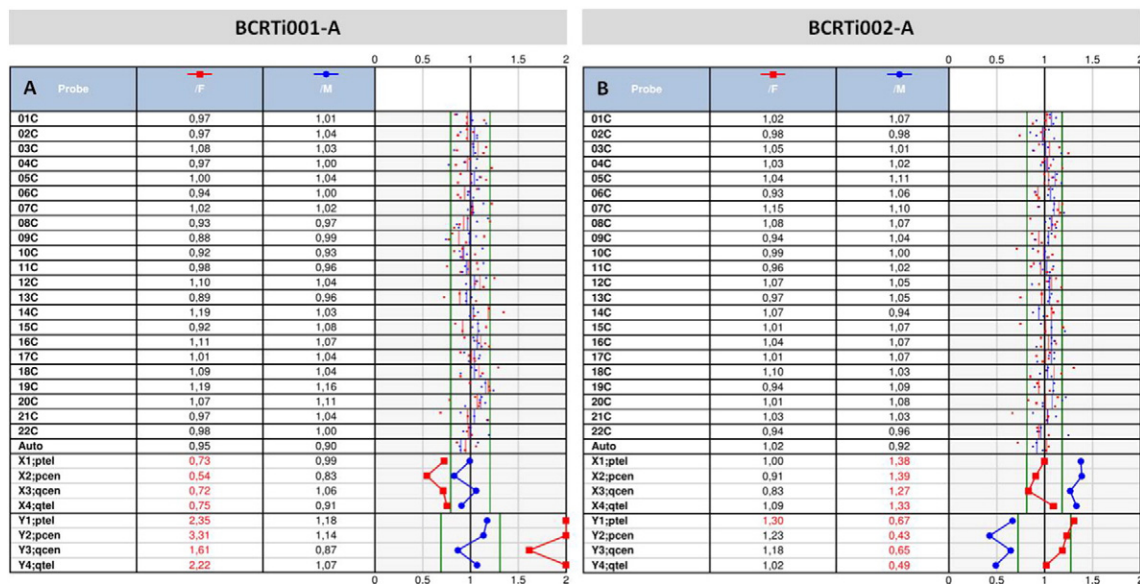 BCRTi001-A
0 0.5 1 1.5 2
A Probe /F /M
01C 0,97 1,01
02C 0,97 1,04
03C 1,08 1,03
04C 0,97 1,00
05C 1,00 1,04
06C 0,94 1,00
07C 1,02 1,02
08C 0,93 0,97
09C 0,88 0,99
10C 0,92 0,93
11C 0,98 0,96
12C 1,10 1,04
13C 0,89 0,96
14C 1,19 1,03
15C 0,92 1,08
16C 1,11 1,07
17C 1,01 1,04
18C 1,09 1,04
19C 1,19 1,16
20C 1,07 1,11
21C 0,97 1,04
22C 0,98 1,00
Auto 0,95 0,90
X1;ptel 0,73 0,99
X2;pcen 0,54 0,83
X3;qcen 0,72 1,06
X4;qtel 0,75 0,91
Y1;ptel 2,35 1,18
Y2;pcen 3,31 1,14
Y3;qcen 1,61 0,87
Y4;qtel 2,22 1,07
0 0.5 1 1.5 2
BCRTi002-A
0 0.5 1 1.5 2
B Probe /F /M
01C 1,02 1,07
02C 0,98 0,98
03C 1,05 1,01
04C 1,03 1,02
05C 1,04 1,11
06C 0,93 1,06
07C 1,15 1,10
08C 1,08 1,07
09C 0,94 1,04
10C 0,99 1,00
11C 0,96 1,02
12C 1,07 1,05
13C 0,97 1,05
14C 1,07 0,94
15C 1,01 1,07
16C 1,04 1,07
17C 1,01 1,07
18C 1,10 1,03
19C 0,94 1,09
20C 1,01 1,08
21C 1,03 1,03
22C 0,94 0,96
Auto 1,02 0,92
X1;ptel 1,00 1,38
X2;pcen 0,91 1,39
X3;qcen 0,83 1,27
X4;qtel 1,09 1,33
Y1;ptel 1,30 0,67
Y2;pcen 1,23 0,43
Y3;qcen 1,18 0,65
Y4;qtel 1,02 0,49
0 0.5 1 1.5 2